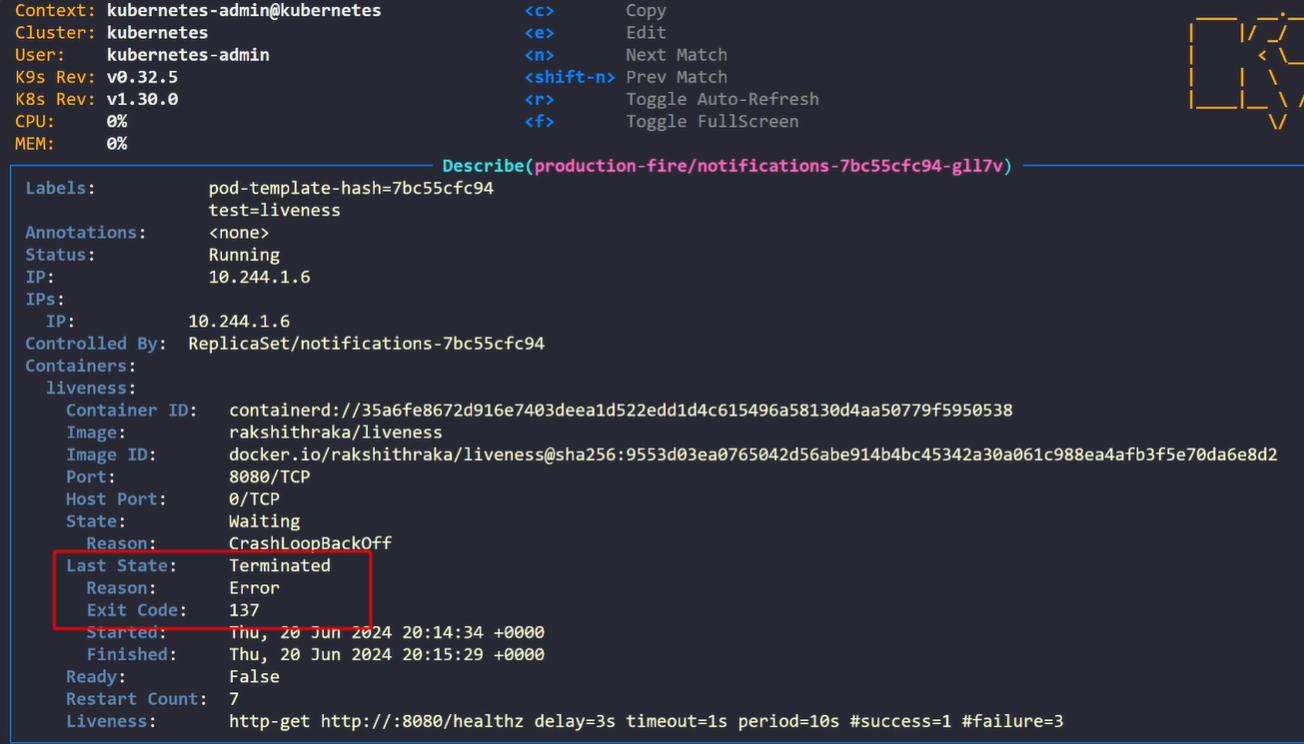 Context: kubernetes-admin@kubernetes <c> Copy
Cluster: kubernetes <e> Edit
User: kubernetes-admin <n> Next Match
K9s Rev: v0.32.5 <shift-n> Prev Match
K8s Rev: v1.30.0 <r> Toggle Auto-Refresh
CPU: 0% <f> Toggle FullScreen
MEM: 0%
Describe(production-fire/notifications-7bc55cfc94-gll7v)
Labels: pod-template-hash=7bc55cfc94
test=liveness
Annotations: <none>
Status: Running
IP: 10.244.1.6
IPs:
IP: 10.244.1.6
Controlled By: ReplicaSet/notifications-7bc55cfc94
Containers:
liveness:
Container ID: containerd://35a6fe8672d916e7403deea1d522edd1d4c615496a58130d4aa50779f5950538
Image: rakshithraka/liveness
Image ID: docker.io/rakshithraka/liveness@sha256:9553d03ea0765042d56abe914b4bc45342a30a061c988ea4afb3f5e70da6e8d2
Port: 8080/TCP
Host Port: 0/TCP
State: Waiting
Reason: CrashLoopBackOff
Last State: Terminated
Reason: Error
Exit Code: 137
Started: Thu, 20 Jun 2024 20:14:34 +0000
Finished: Thu, 20 Jun 2024 20:15:29 +0000
Ready: False
Restart Count: 7
Liveness: http-get http://:8080/healthz delay=3s timeout=1s period=10s #success=1 #failure=3